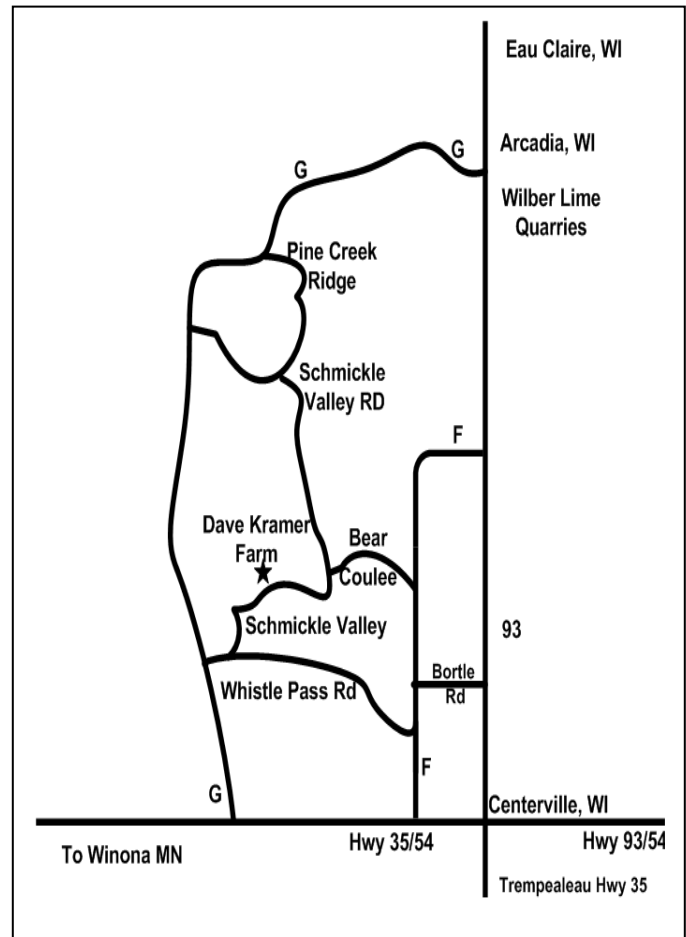 Eau Claire, WI
Arcadia, WI
G
G
Wilber Lime
Quarries
Pine Creek
Ridge
Schmickle
Valley RD
F
Dave Kramer
Farm
Bear
Coulee
Schmickle Valley
93
Whistle Pass Rd
Bortle
Rd
F
G
Centerville, WI
To Winona MN
Hwy 35/54
Hwy 93/54
Trempealeau Hwy 35